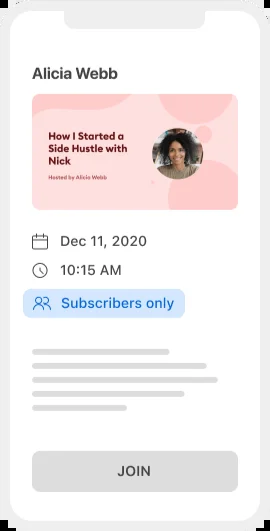 Alicia Webb
How I Started a
Side Hustle with
Nick
Hosted by Alicia Webb
Dec 11, 2020
10:15 AM
Subscribers only
JOIN